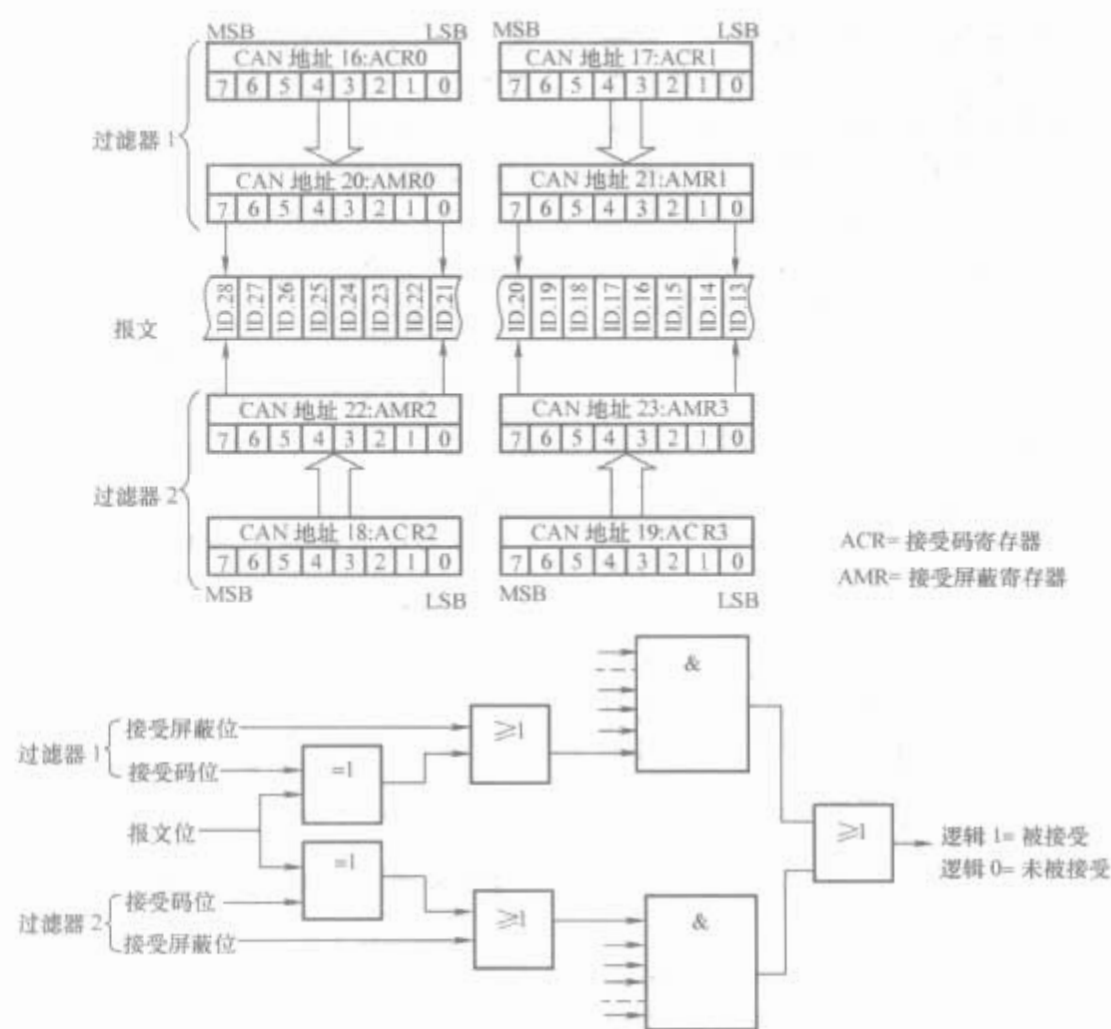 MSB LSB MSB LSB
CAN 地址 16:ACR0 CAN 地址 17:ACR1
7 6 5 4 3 2 1 0 7 6 5 4 3 2 1 0
过滤器 1
CAN 地址 20:AMR0 CAN 地址 21:AMR1
7 6 5 4 3 2 1 0 7 6 5 4 3 2 1 0
报文
ID.28 ID.27 ID.26 ID.25 ID.24 ID.23 ID.22 ID.21 ID.20 ID.19 ID.18 ID.17 ID.16 ID.15 ID.14 ID.13
CAN 地址 22:AMR2 CAN 地址 23:AMR3
7 6 5 4 3 2 1 0 7 6 5 4 3 2 1 0
过滤器 2
CAN 地址 18:ACR2 CAN 地址 19:ACR3
7 6 5 4 3 2 1 0 7 6 5 4 3 2 1 0
MSB LSB MSB LSB
ACR= 接受码寄存器
AMR= 接受屏蔽寄存器
&
过滤器 1
接受屏蔽位
≥1
接受码位
=1
报文位
≥1
逻辑 1= 被接受
逻辑 0= 未被接受
=1
过滤器 2
接受码位
接受屏蔽位
≥1
&